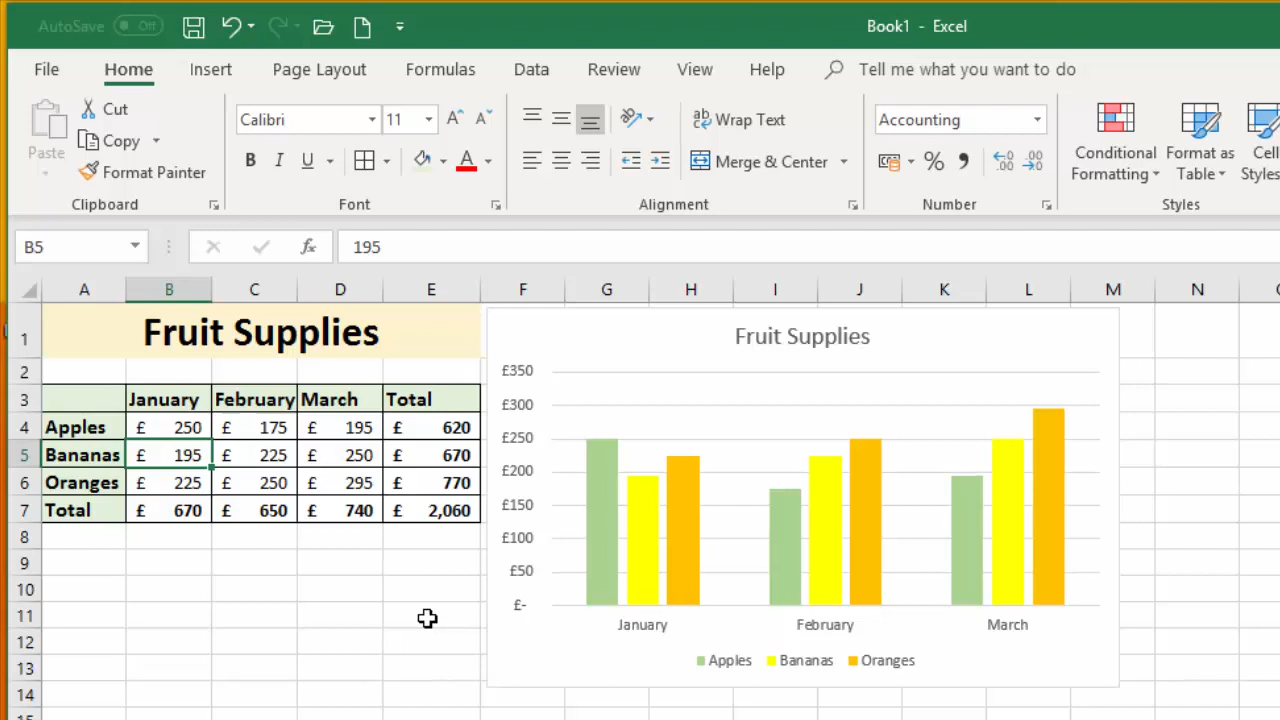 AutoSave Off Book1 - Excel
File Home Insert Page Layout Formulas Data Review View Help Tell me what you want to do
Paste
Cut
Copy
Format Painter
Clipboard
Calibri 11
B I U
Font
Wrap Text
Merge & Center
Alignment
Accounting
Number
Conditional Formatting
Format as Table
Cell Styles
Styles
B5 fx 195
A B C D E F G H I J K L M N
1 Fruit Supplies
2
3 January February March Total
4 Apples £ 250 £ 175 £ 195 £ 620
5 Bananas £ 195 £ 225 £ 250 £ 670
6 Oranges £ 225 £ 250 £ 295 £ 770
7 Total £ 670 £ 650 £ 740 £ 2,060
8
9
10
11
12
13
14
15
Fruit Supplies
£350
£300
£250
£200
£150
£100
£50
£-
January February March
Apples Bananas Oranges